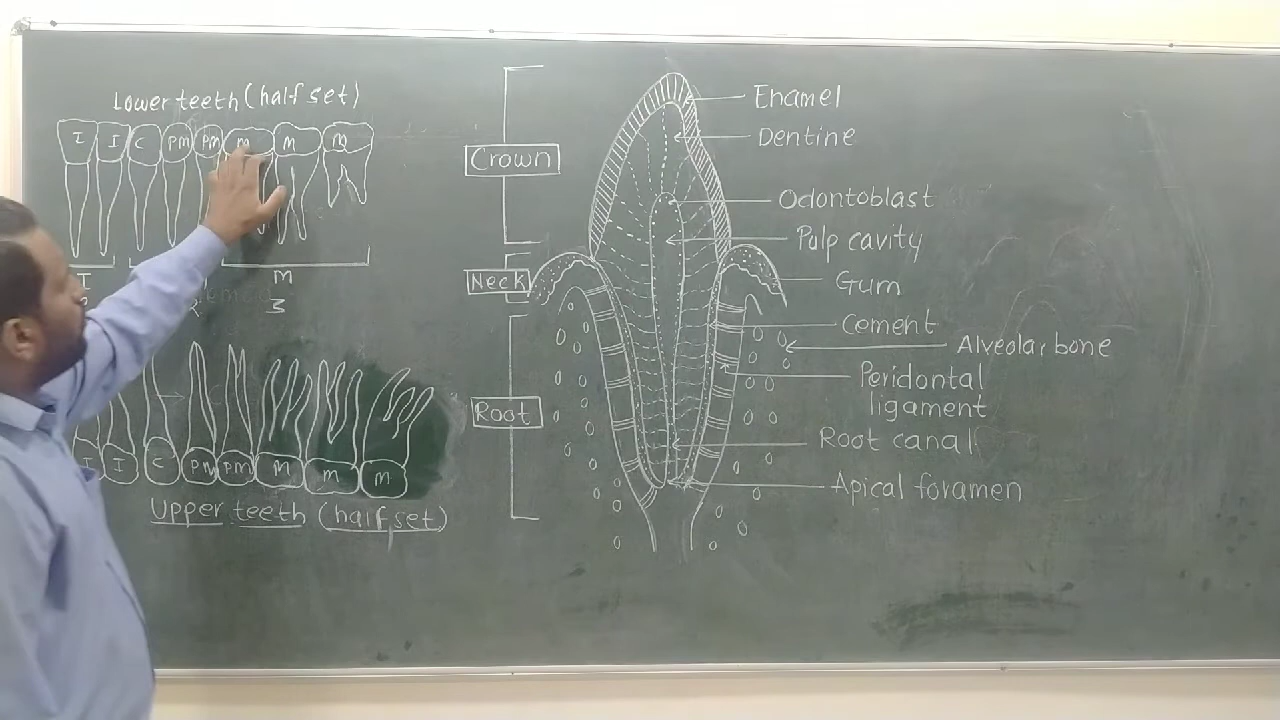 Lower teeth (half set)
I I C PM PM M M M
I M
3
I I C PM PM M M M
Upper teeth (half set)
Crown
Neck
Root
Enamel
Dentine
Odontoblast
Pulp cavity
Gum
Cement
Alveolar bone
Peridontal
ligament
Root canal
Apical foramen